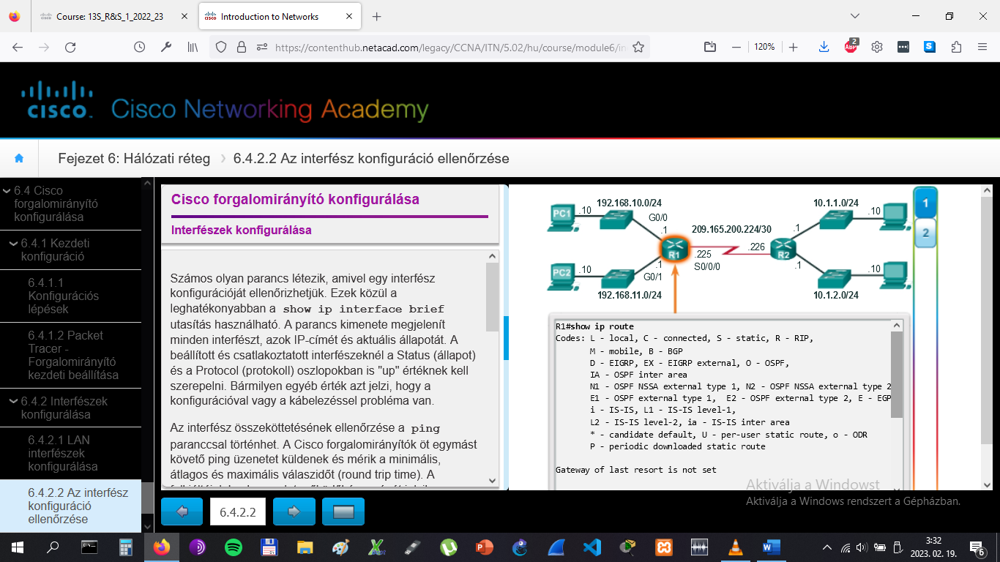 Course: 13S_R&S_1_2022_23
Introduction to Networks
https://contenthub.netacad.com/legacy/CCNA/ITN/5.02/hu/course/module6/in
120%
ABP
2
CISCO
Cisco Networking Academy
Fejezet 6: Hálózati réteg
6.4.2.2 Az interfész konfiguráció ellenőrzése
6.4 Cisco
forgalomirányító
konfigurálása
6.4.1 Kezdeti
konfiguráció
6.4.1.1
Konfigurációs
lépések
6.4.1.2 Packet
Tracer -
Forgalomirányító
kezdeti beállítása
6.4.2 Interfészek
konfigurálása
6.4.2.1 LAN
interfészek
konfigurálása
6.4.2.2 Az interfész
konfiguráció
ellenőrzése
Cisco forgalomirányító konfigurálása
Interfészek konfigurálása
Számos olyan parancs létezik, amivel egy interfész
konfigurációját ellenőrizhetjük. Ezek közül a
leghatékonyabban a show ip interface brief
utasítás használható. A parancs kimenete megjelenít
minden interfészt, azok IP-címét és aktuális állapotát. A
beállított és csatlakoztatott interfészeknél a Status (állapot)
és a Protocol (protokoll) oszlopokban is "up" értéknek kell
szerepelni. Bármilyen egyéb érték azt jelzi, hogy a
konfigurációval vagy a kábelezéssel probléma van.
Az interfész összeköttetésének ellenőrzése a ping
paranccsal történhet. A Cisco forgalomirányítók öt egymást
követő ping üzenetet küldenek és mérik a minimális,
átlagos és maximális válaszidőt (round trip time). A
6.4.2.2
192.168.10.0/24
10.1.1.0/24
PC1
.10
G0/0
.1
209.165.200.224/30
.1
.10
R1
.225
.226
R2
S0/0/0
PC2
.10
.1
G0/1
.1
.10
192.168.11.0/24
10.1.2.0/24
1
2
R1#show ip route
Codes: L - local, C - connected, S - static, R - RIP,
M - mobile, B - BGP
D - EIGRP, EX - EIGRP external, O - OSPF,
IA - OSPF inter area
N1 - OSPF NSSA external type 1, N2 - OSPF NSSA external type 2
E1 - OSPF external type 1, E2 - OSPF external type 2, E - EGP
i - IS-IS, L1 - IS-IS level-1,
L2 - IS-IS level-2, ia - IS-IS inter area
* - candidate default, U - per-user static route, o - ODR
P - periodic downloaded static route
Gateway of last resort is not set
Aktiválja a Windowst
Aktiválja a Windows rendszert a Gépházban.
3:32
2023. 02. 19.
6